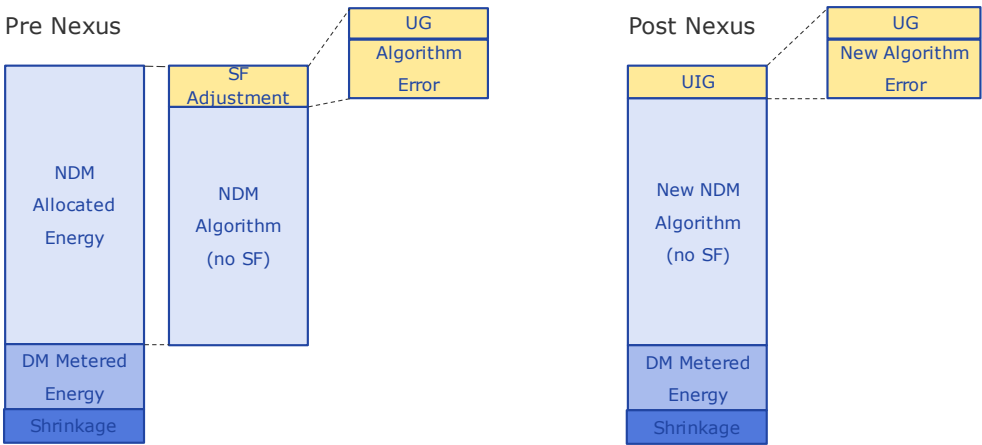 Pre Nexus
NDM
Allocated
Energy
DM Metered
Energy
Shrinkage
SF
Adjustment
NDM
Algorithm
(no SF)
UG
Algorithm
Error
Post Nexus
UIG
New NDM
Algorithm
(no SF)
DM Metered
Energy
Shrinkage
UG
New Algorithm
Error